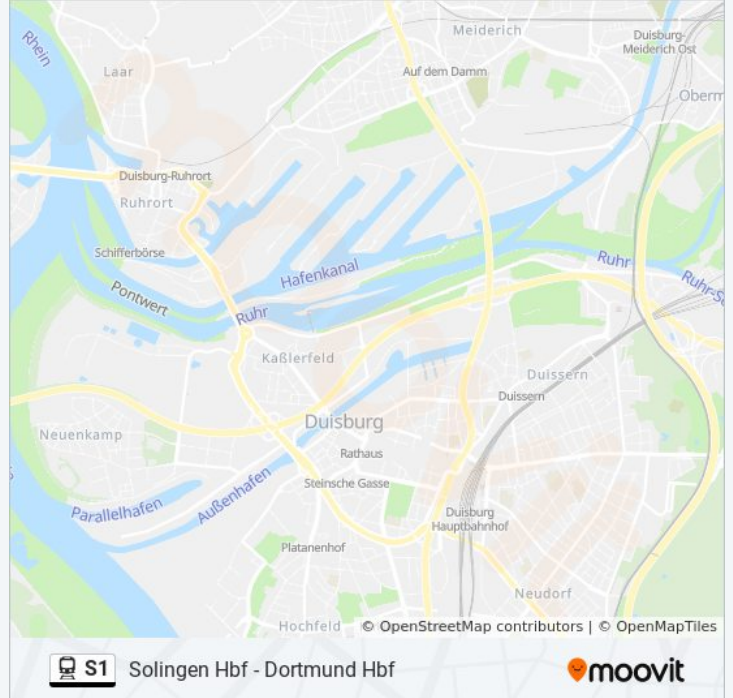 Rhein
Meiderich
Duisburg-
Meiderich Ost
Laar
Auf dem Damm
Oberm
Duisburg-Ruhrort
Ruhrort
Schifferbörse
Hafenkanal
Ruhr
Ruhr-S
Pontwert
Ruhr
Kaßlerfeld
Duissern
Duissern
Duisburg
Neuenkamp
Rathaus
Steinsche Gasse
Außenhafen
Parallelhafen
Duisburg
Hauptbahnhof
Platanenhof
Neudorf
Hochfeld
© OpenStreetMap contributors | © OpenMapTiles
S1 Solingen Hbf - Dortmund Hbf
moovit